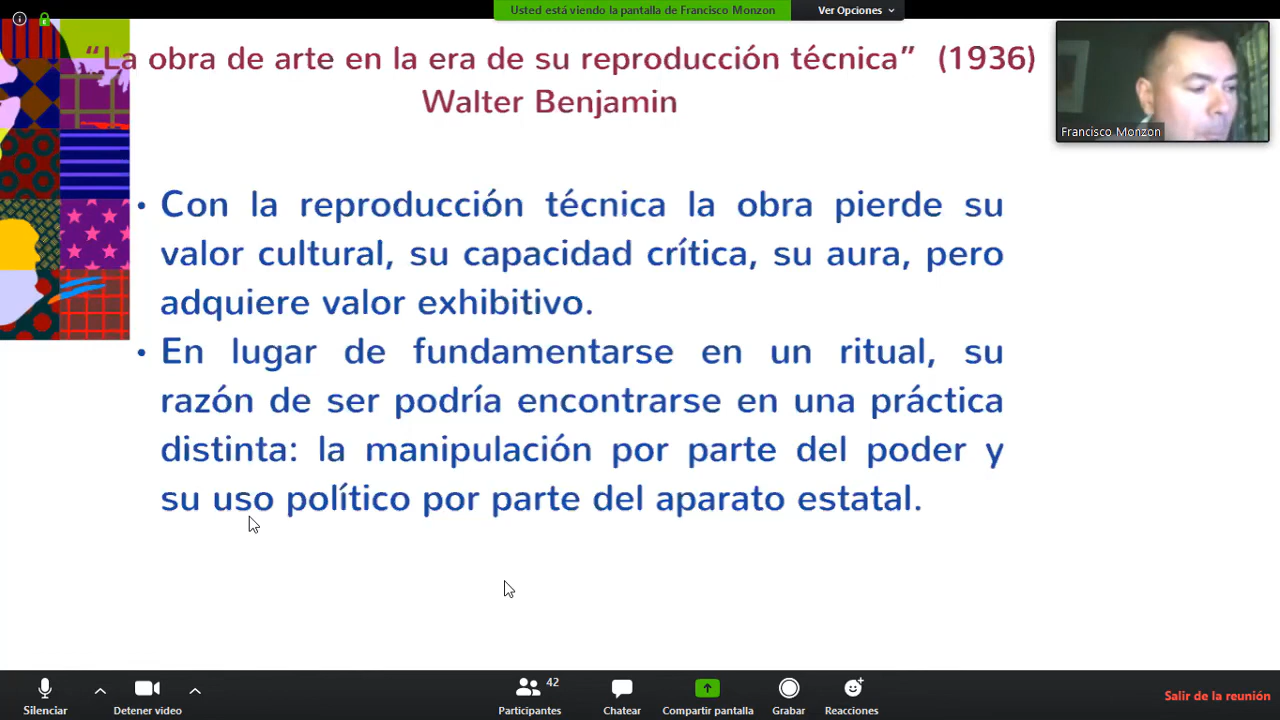 Usted está viendo la pantalla de Francisco Monzon
Ver Opciones
“La obra de arte en la era de su reproducción técnica” (1936)
Walter Benjamin
Francisco Monzon
• Con la reproducción técnica la obra pierde su
valor cultural, su capacidad crítica, su aura, pero
adquiere valor exhibitivo.
• En lugar de fundamentarse en un ritual, su
razón de ser podría encontrarse en una práctica
distinta: la manipulación por parte del poder y
su uso político por parte del aparato estatal.
42
Silenciar
Detener video
Participantes
Chatear
Compartir pantalla
Grabar
Reacciones
Salir de la reunión